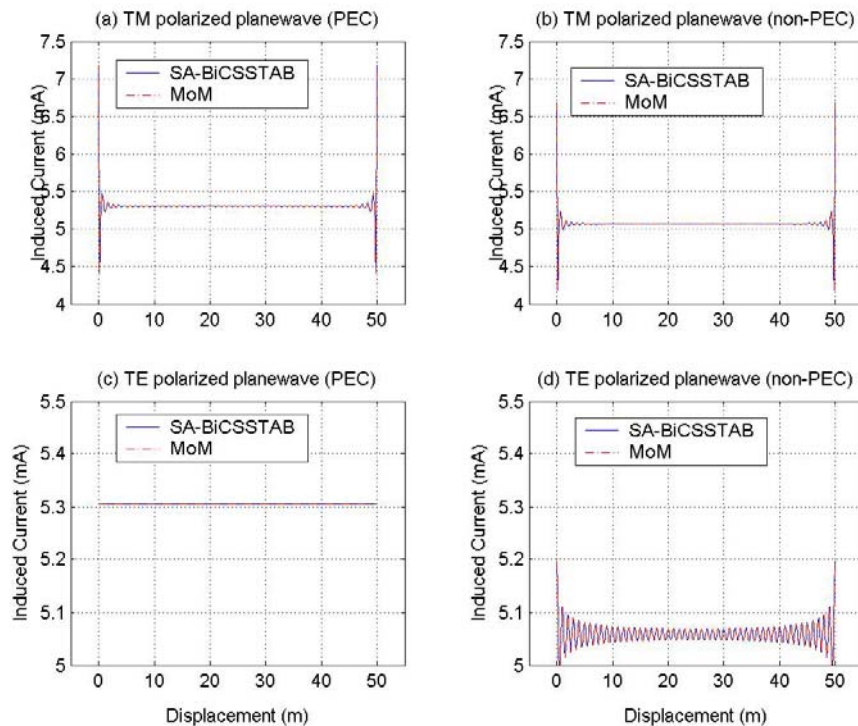 (a) TM polarized planewave (PEC)
7.5
7
6.5
6
5.5
5
4.5
4
Induced Current (mA)
SA-BiCSSTAB
MoM
0 10 20 30 40 50
(b) TM polarized planewave (non-PEC)
7.5
7
6.5
6
5.5
5
4.5
4
Induced Current (mA)
SA-BiCSSTAB
MoM
0 10 20 30 40 50
(c) TE polarized planewave (PEC)
5.5
5.4
5.3
5.2
5.1
5
Induced Current (mA)
SA-BiCSSTAB
MoM
0 10 20 30 40 50
Displacement (m)
(d) TE polarized planewave (non-PEC)
5.5
5.4
5.3
5.2
5.1
5
Induced Current (mA)
SA-BiCSSTAB
MoM
0 10 20 30 40 50
Displacement (m)